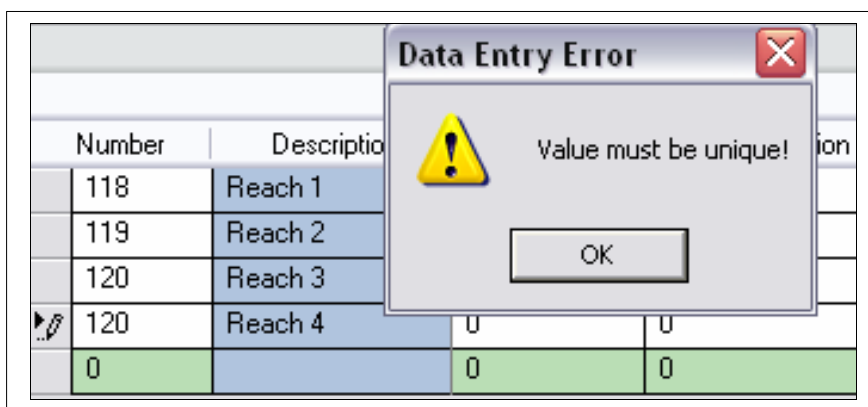 Data Entry Error
Value must be unique!
OK
Number Descriptio ion
118 Reach 1
119 Reach 2
120 Reach 3
120 Reach 4 0 0
0 0 0